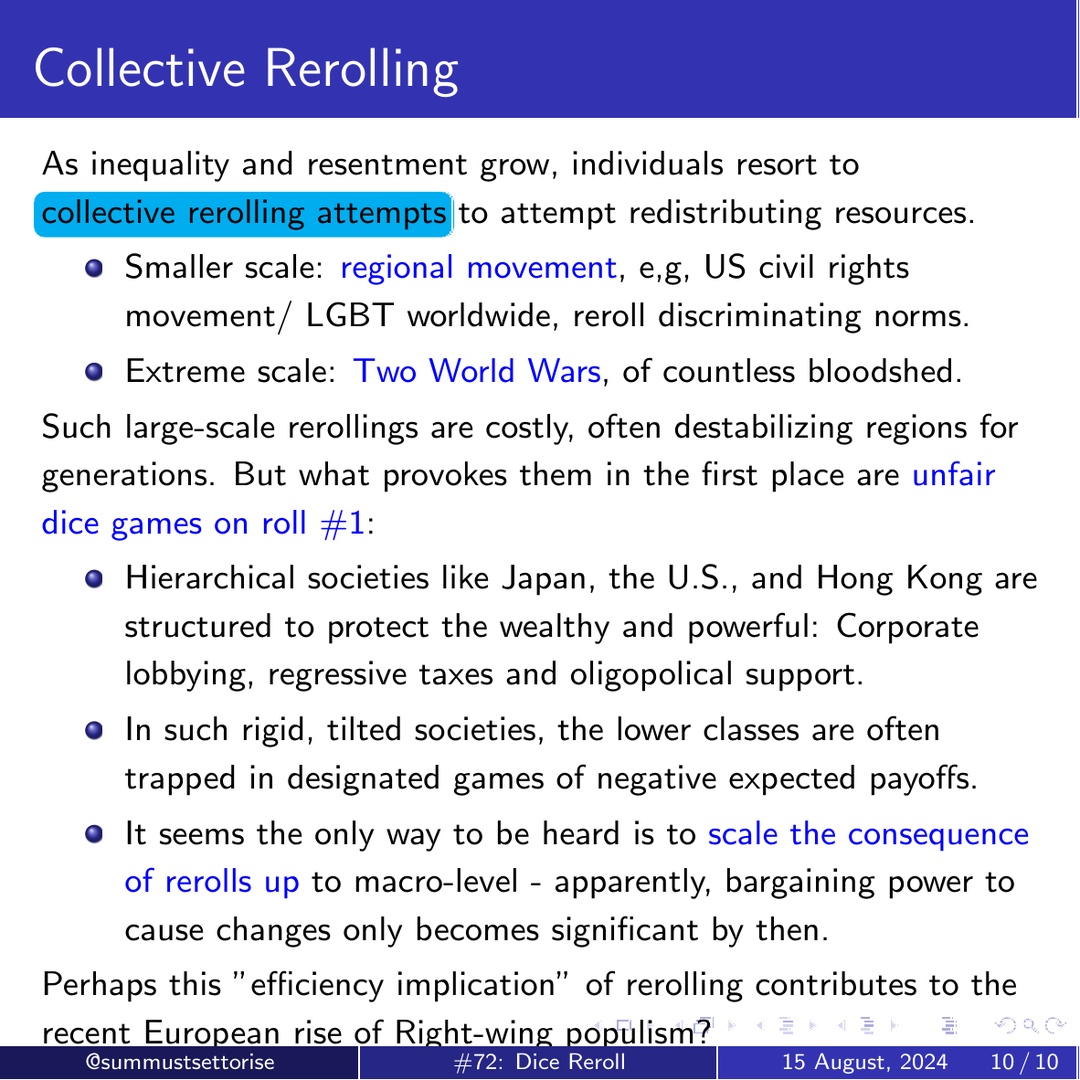 Collective Rerolling
As inequality and resentment grow, individuals resort to
collective rerolling attempts to attempt redistributing resources.
Smaller scale: regional movement, e,g, US civil rights
movement/ LGBT worldwide, reroll discriminating norms.
Extreme scale: Two World Wars, of countless bloodshed.
Such large-scale rerollings are costly, often destabilizing regions for
generations. But what provokes them in the first place are unfair
dice games on roll #1:
Hierarchical societies like Japan, the U.S., and Hong Kong are
structured to protect the wealthy and powerful: Corporate
lobbying, regressive taxes and oligopolical support.
In such rigid, tilted societies, the lower classes are often
trapped in designated games of negative expected payoffs.
It seems the only way to be heard is to scale the consequence
of rerolls up to macro-level - apparently, bargaining power to
cause changes only becomes significant by then.
Perhaps this ”efficiency implication” of rerolling contributes to the
recent European rise of Right-wing populism?
@summustsettorise #72: Dice Reroll 15 August, 2024 10 / 10